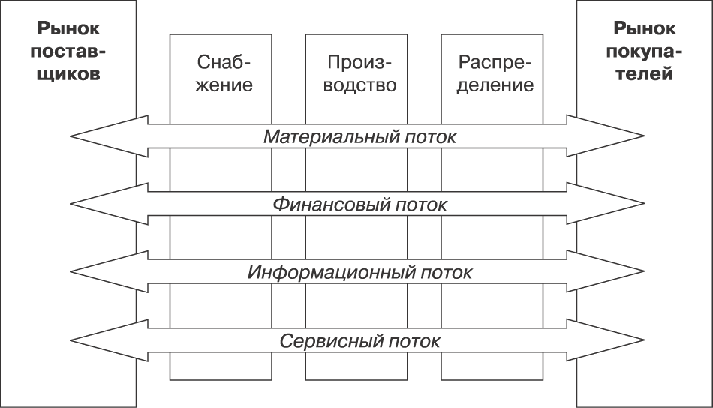 Рынок
постав-
щиков
Снаб-
жение
Произ-
водство
Распре-
деление
Рынок
покупа-
телей
Материальный поток
Финансовый поток
Информационный поток
Сервисный поток